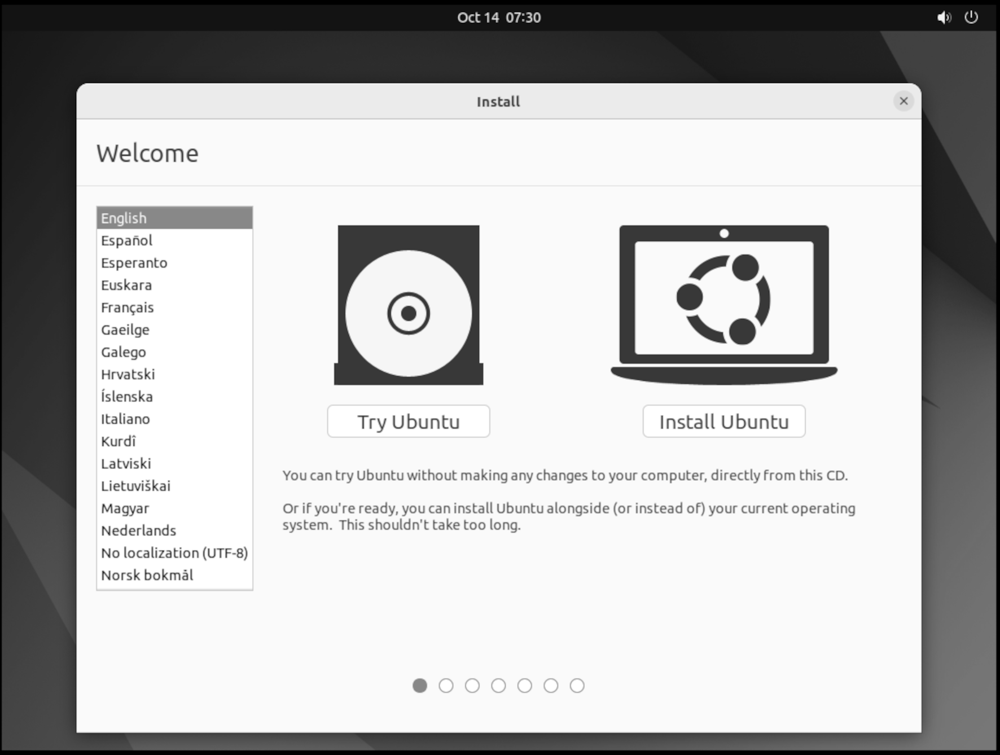 Oct 14  07:30
Install
Welcome
English
Español
Esperanto
Euskara
Français
Gaeilge
Galego
Hrvatski
Íslenska
Italiano
Kurdî
Latviski
Lietuviškai
Magyar
Nederlands
No localization (UTF-8)
Norsk bokmål
Try Ubuntu
Install Ubuntu
You can try Ubuntu without making any changes to your computer, directly from this CD.
Or if you're ready, you can install Ubuntu alongside (or instead of) your current operating
system.  This shouldn't take too long.